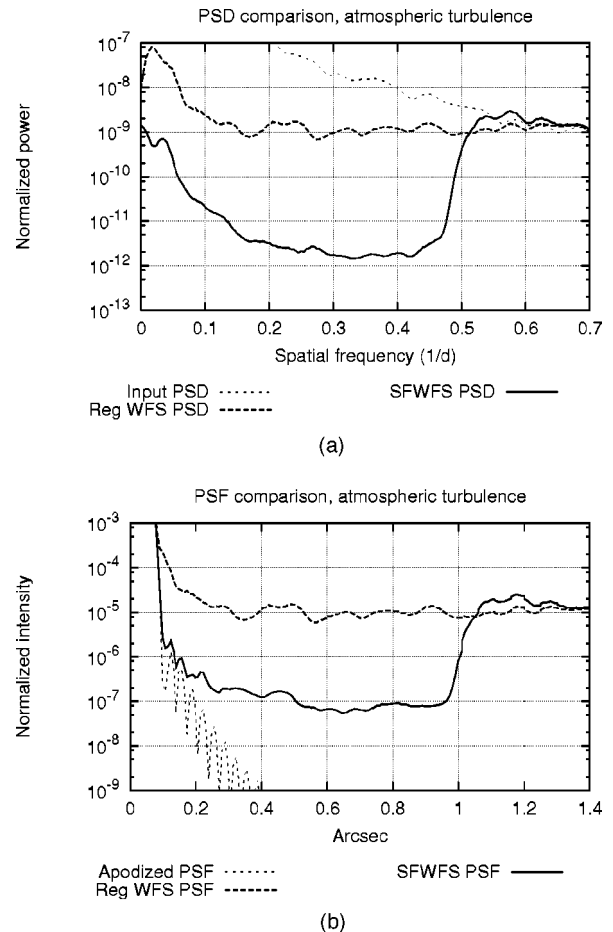 PSD comparison, atmospheric turbulence
10-7
10-8
10-9
10-10
10-11
10-12
10-13
Normalized power
0 0.1 0.2 0.3 0.4 0.5 0.6 0.7
Spatial frequency (1/d)
Input PSD SFWFS PSD
Reg WFS PSD
(a)
PSF comparison, atmospheric turbulence
10-3
10-4
10-5
10-6
10-7
10-8
10-9
Normalized intensity
0 0.2 0.4 0.6 0.8 1 1.2 1.4
Arcsec
Apodized PSF SFWFS PSF
Reg WFS PSF
(b)